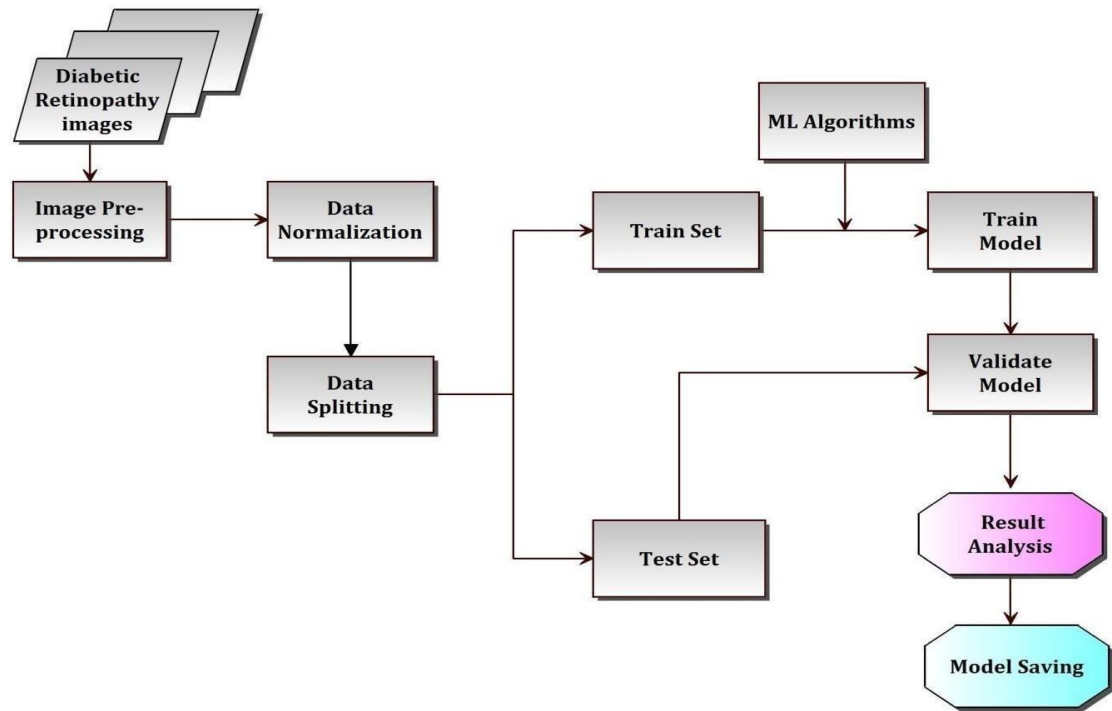 Diabetic
Retinopathy
images
Image Pre-
processing
Data
Normalization
Data
Splitting
Train Set
Test Set
ML Algorithms
Train
Model
Validate
Model
Result
Analysis
Model Saving